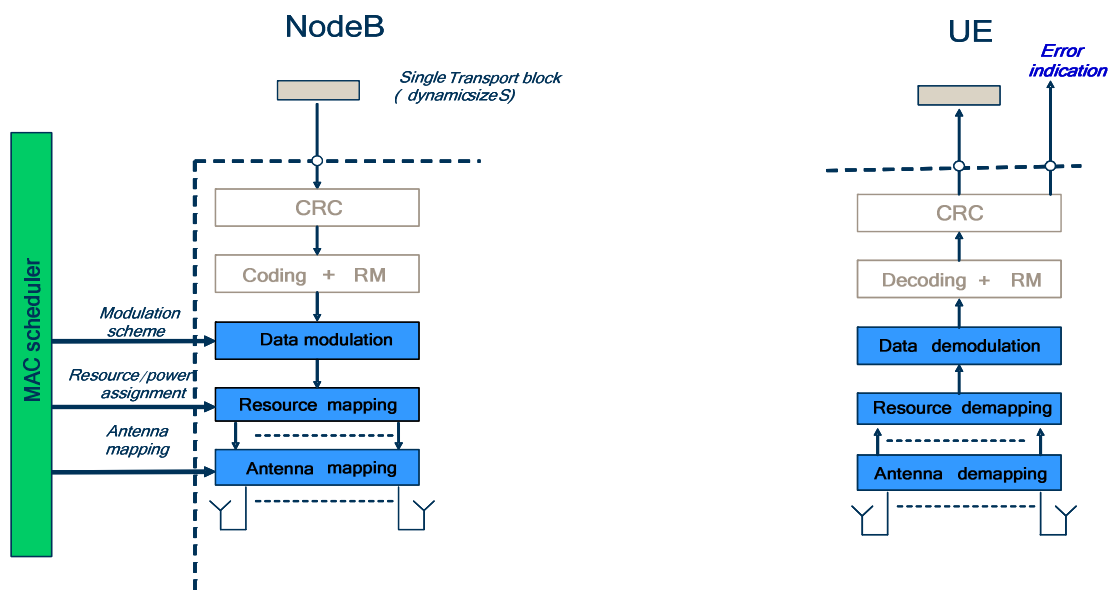 NodeB
Single Transport block
( dynamicsizeS)
MAC scheduler
CRC
Coding + RM
Modulation
scheme
Data modulation
Resource/power
assignment
Resource mapping
Antenna
mapping
Antenna mapping
UE
Error
indication
CRC
Decoding + RM
Data demodulation
Resource demapping
Antenna demapping